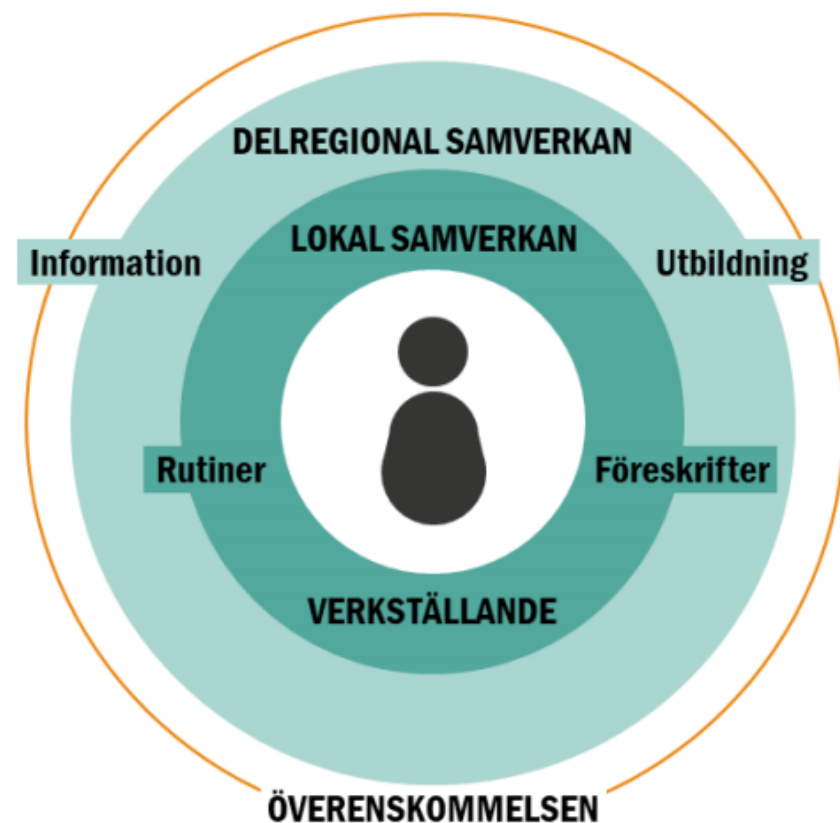 DELREGIONAL SAMVERKAN
LOKAL SAMVERKAN
Information
Utbildning
Rutiner
Föreskrifter
VERKSTÄLLANDE
ÖVERENSKOMMELSEN